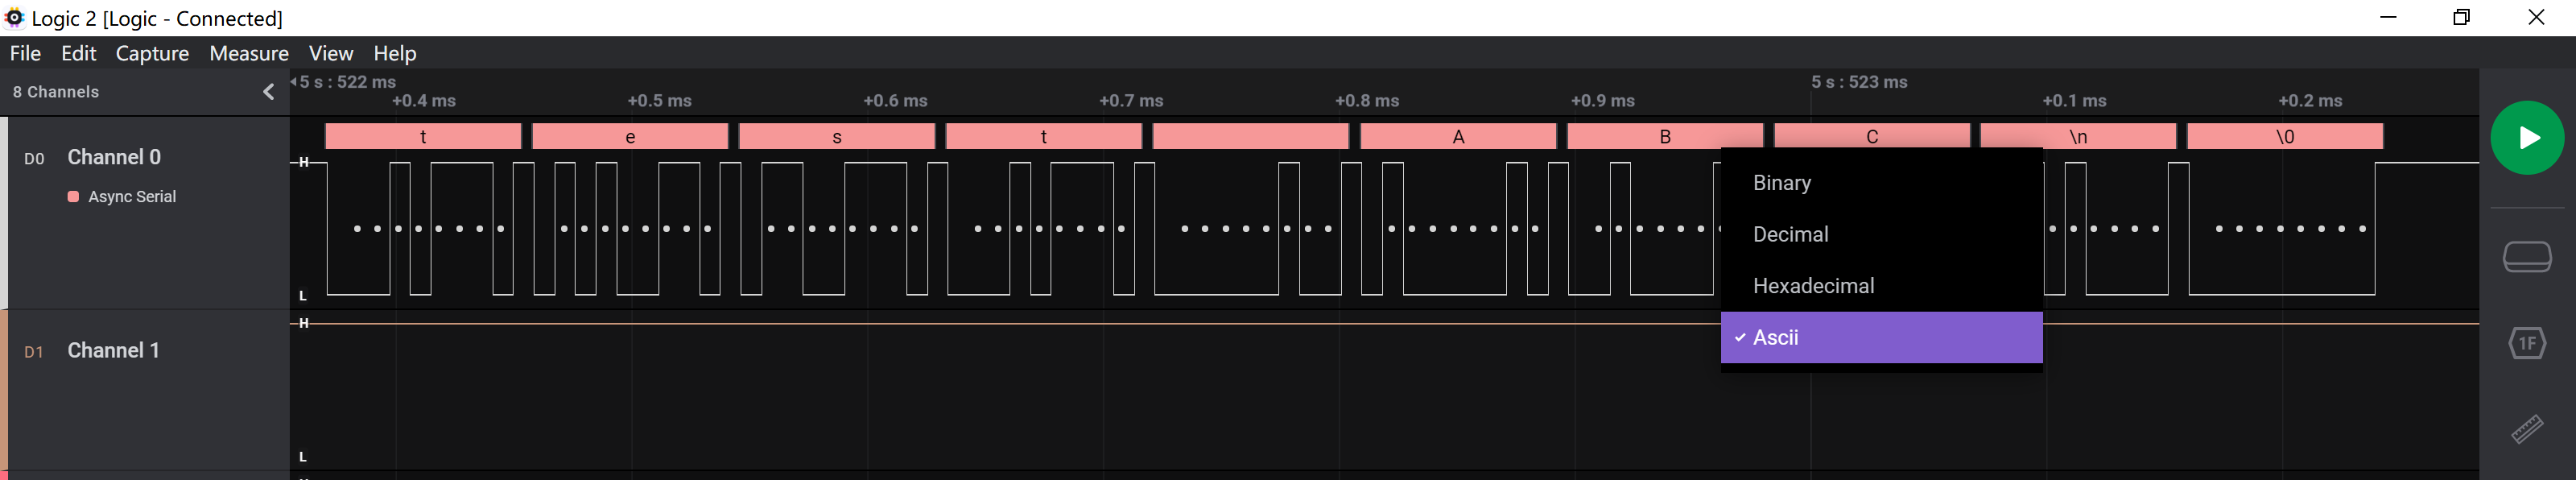 Logic 2 [Logic - Connected]
File Edit Capture Measure View Help
8 Channels
5 s : 522 ms 5 s : 523 ms
+0.4 ms +0.5 ms +0.6 ms +0.7 ms +0.8 ms +0.9 ms +0.1 ms +0.2 ms
t e s t A B C \n \0
D0 Channel 0
H
Async Serial
L
Binary
Decimal
Hexadecimal
Ascii
H
D1 Channel 1
L
1F